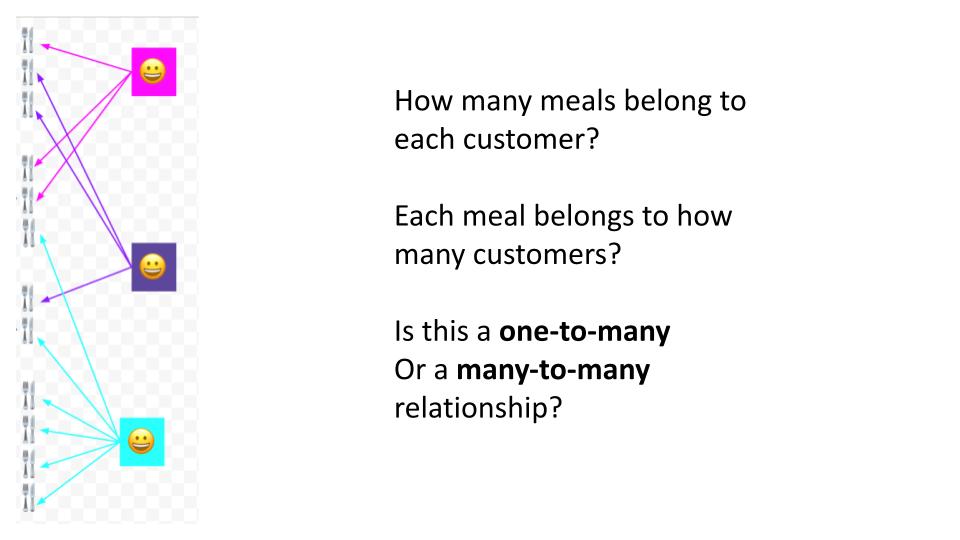 How many meals belong to
each customer?
Each meal belongs to how
many customers?
Is this a one-to-many
Or a many-to-many
relationship?